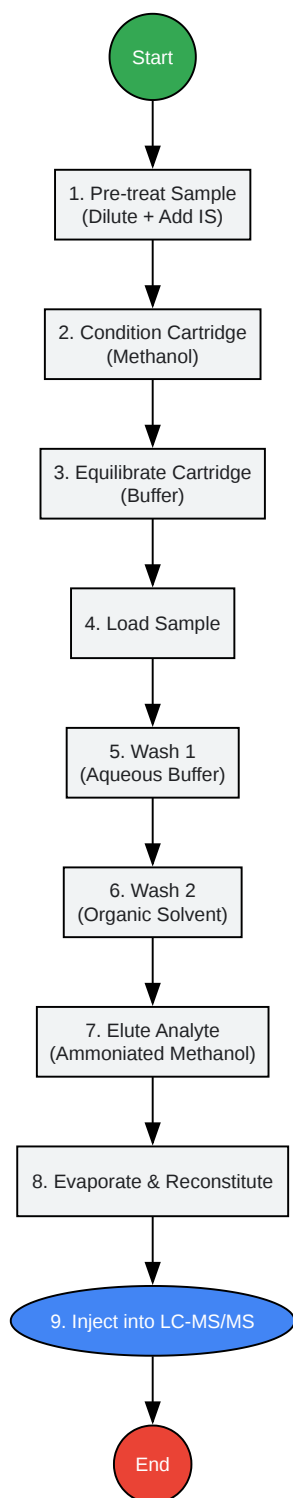 Start
1. Pre-treat Sample
(Dilute + Add IS)
2. Condition Cartridge
(Methanol)
3. Equilibrate Cartridge
(Buffer)
4. Load Sample
5. Wash 1
(Aqueous Buffer)
6. Wash 2
(Organic Solvent)
7. Elute Analyte
(Ammoniated Methanol)
8. Evaporate & Reconstitute
9. Inject into LC-MS/MS
End